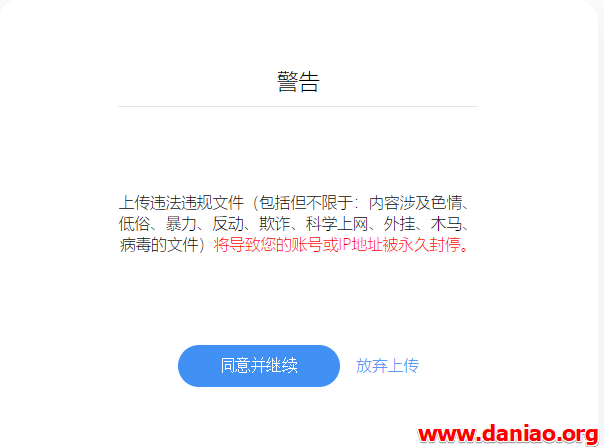 警告
上传违法违规文件（包括但不限于：内容涉及色情、
低俗、暴力、反动、欺诈、科学上网、外挂、木马、
病毒的文件）将导致您的账号或IP地址被永久封停。
同意并继续 放弃上传
www.daniao.org